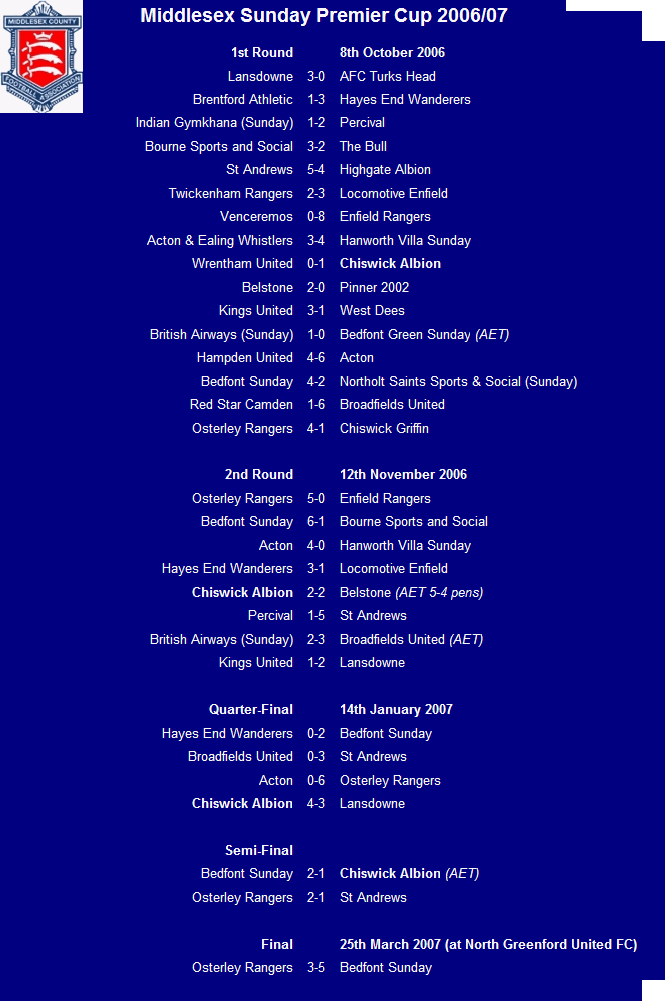 Middlesex Sunday Premier Cup 2006/07
MIDDLESEX COUNTY
FOOTBALL ASSOCIATION
1st Round 8th October 2006
Lansdowne 3-0 AFC Turks Head
Brentford Athletic 1-3 Hayes End Wanderers
Indian Gymkhana (Sunday) 1-2 Percival
Bourne Sports and Social 3-2 The Bull
St Andrews 5-4 Highgate Albion
Twickenham Rangers 2-3 Locomotive Enfield
Venceremos 0-8 Enfield Rangers
Acton & Ealing Whistlers 3-4 Hanworth Villa Sunday
Wrentham United 0-1 Chiswick Albion
Belstone 2-0 Pinner 2002
Kings United 3-1 West Dees
British Airways (Sunday) 1-0 Bedfont Green Sunday (AET)
Hampden United 4-6 Acton
Bedfont Sunday 4-2 Northolt Saints Sports & Social (Sunday)
Red Star Camden 1-6 Broadfields United
Osterley Rangers 4-1 Chiswick Griffin
2nd Round 12th November 2006
Osterley Rangers 5-0 Enfield Rangers
Bedfont Sunday 6-1 Bourne Sports and Social
Acton 4-0 Hanworth Villa Sunday
Hayes End Wanderers 3-1 Locomotive Enfield
Chiswick Albion 2-2 Belstone (AET 5-4 pens)
Percival 1-5 St Andrews
British Airways (Sunday) 2-3 Broadfields United (AET)
Kings United 1-2 Lansdowne
Quarter-Final 14th January 2007
Hayes End Wanderers 0-2 Bedfont Sunday
Broadfields United 0-3 St Andrews
Acton 0-6 Osterley Rangers
Chiswick Albion 4-3 Lansdowne
Semi-Final
Bedfont Sunday 2-1 Chiswick Albion (AET)
Osterley Rangers 2-1 St Andrews
Final 25th March 2007 (at North Greenford United FC)
Osterley Rangers 3-5 Bedfont Sunday